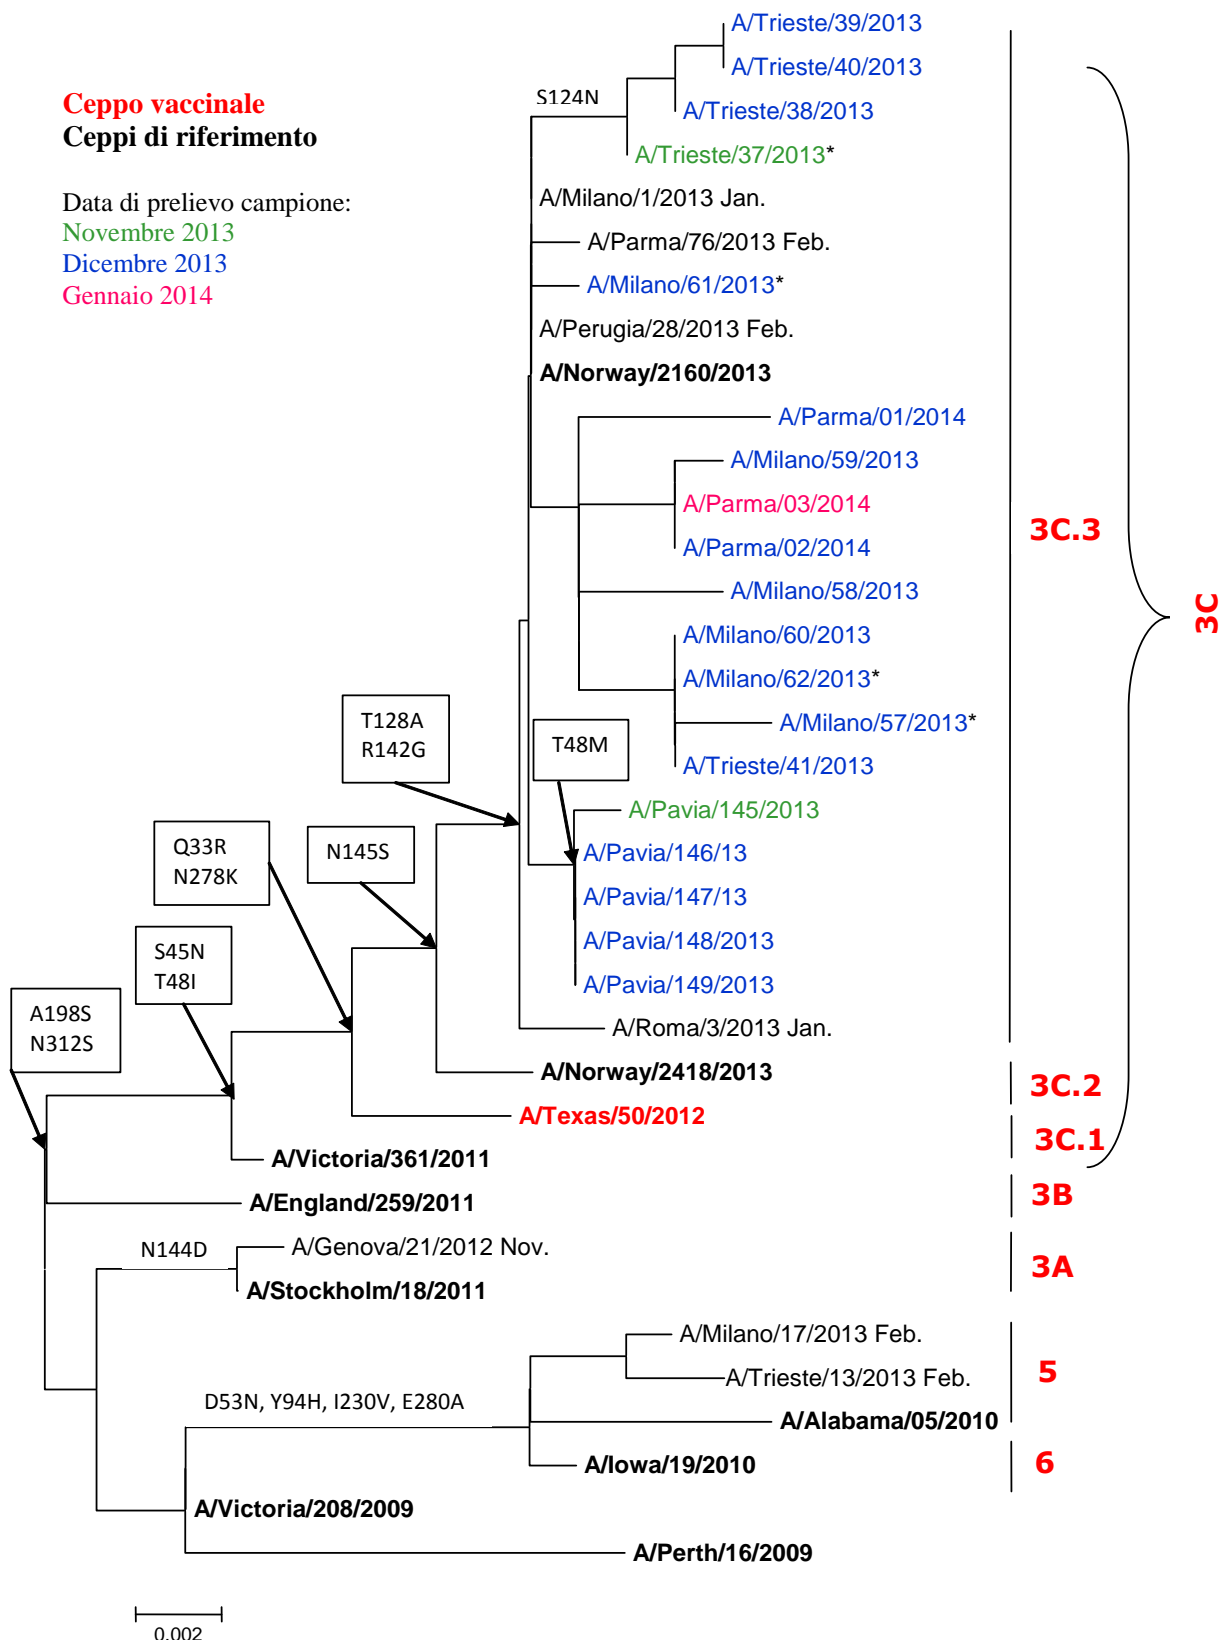 A/Trieste/39/2013
A/Trieste/40/2013
Ceppo vaccinale
Ceppi di riferimento
S124N
A/Trieste/38/2013
A/Trieste/37/2013*
Data di prelievo campione:
Novembre 2013
Dicembre 2013
Gennaio 2014
A/Milano/1/2013 Jan.
A/Parma/76/2013 Feb.
A/Milano/61/2013*
A/Perugia/28/2013 Feb.
A/Norway/2160/2013
A/Parma/01/2014
A/Milano/59/2013
A/Parma/03/2014
A/Parma/02/2014
3C.3
A/Milano/58/2013
3C
A/Milano/60/2013
A/Milano/62/2013*
A/Milano/57/2013*
A/Trieste/41/2013
T128A
R142G
T48M
A/Pavia/145/2013
A/Pavia/146/13
A/Pavia/147/13
A/Pavia/148/2013
A/Pavia/149/2013
Q33R
N278K
N145S
S45N
T48I
A198S
N312S
A/Roma/3/2013 Jan.
A/Norway/2418/2013
3C.2
A/Texas/50/2012
3C.1
A/Victoria/361/2011
A/England/259/2011
3B
N144D
A/Genova/21/2012 Nov.
3A
A/Stockholm/18/2011
A/Milano/17/2013 Feb.
5
A/Trieste/13/2013 Feb.
D53N, Y94H, I230V, E280A
A/Alabama/05/2010
A/Iowa/19/2010
6
A/Victoria/208/2009
A/Perth/16/2009
0.002